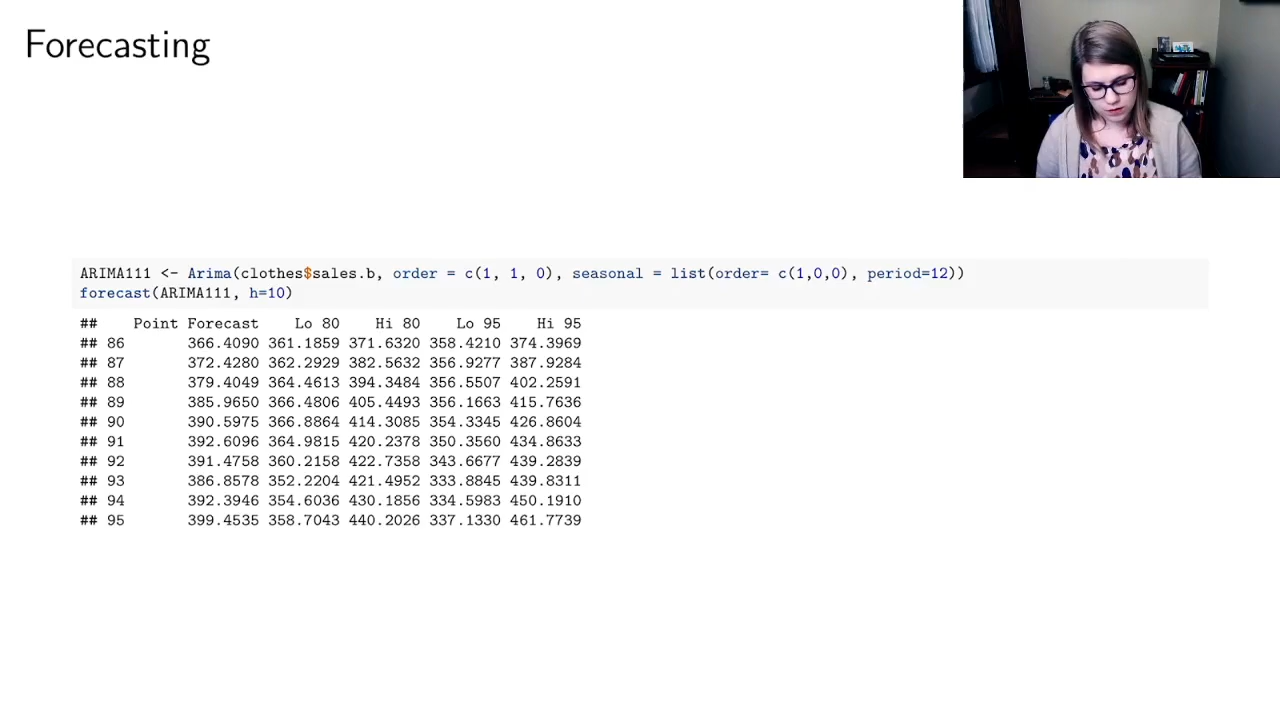 Forecasting
ARIMA111 <- Arima(clothes$sales.b, order = c(1, 1, 0), seasonal = list(order= c(1,0,0), period=12))
forecast(ARIMA111, h=10)
## Point Forecast Lo 80 Hi 80 Lo 95 Hi 95
## 86 366.4090 361.1859 371.6320 358.4210 374.3969
## 87 372.4280 362.2929 382.5632 356.9277 387.9284
## 88 379.4049 364.4613 394.3484 356.5507 402.2591
## 89 385.9650 366.4806 405.4493 356.1663 415.7636
## 90 390.5975 366.8864 414.3085 354.3345 426.8604
## 91 392.6096 364.9815 420.2378 350.3560 434.8633
## 92 391.4758 360.2158 422.7358 343.6677 439.2839
## 93 386.8578 352.2204 421.4952 333.8845 439.8311
## 94 392.3946 354.6036 430.1856 334.5983 450.1910
## 95 399.4535 358.7043 440.2026 337.1330 461.7739